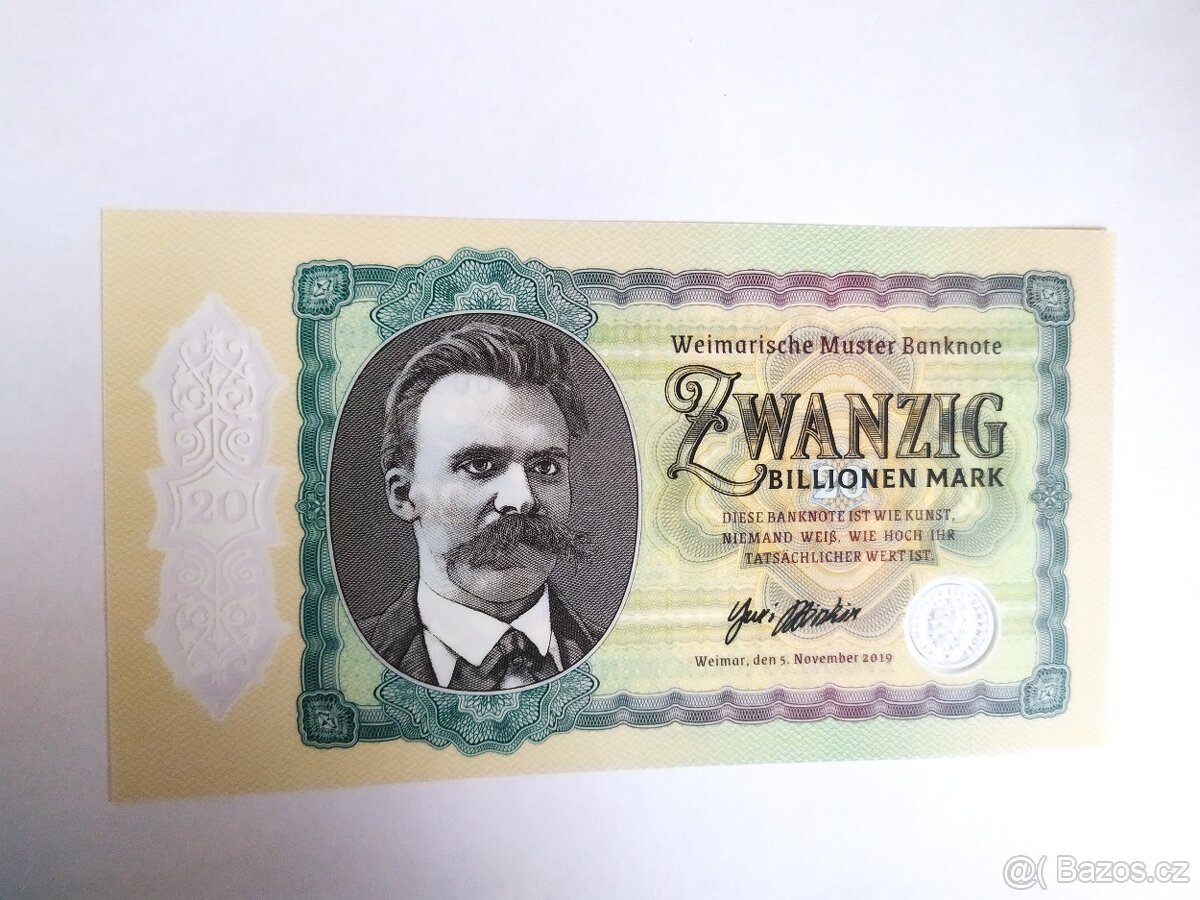 Weimarische Muster Banknote
ZWANZIG
BILLIONEN MARK
20
20
DIESE BANKNOTE IST WIE KUNST,
NIEMAND WEIß, WIE HOCH IHR
TATSÄCHLICHER WERT IST.
Weimar, den 5. November 2019
@( Bazos.cz